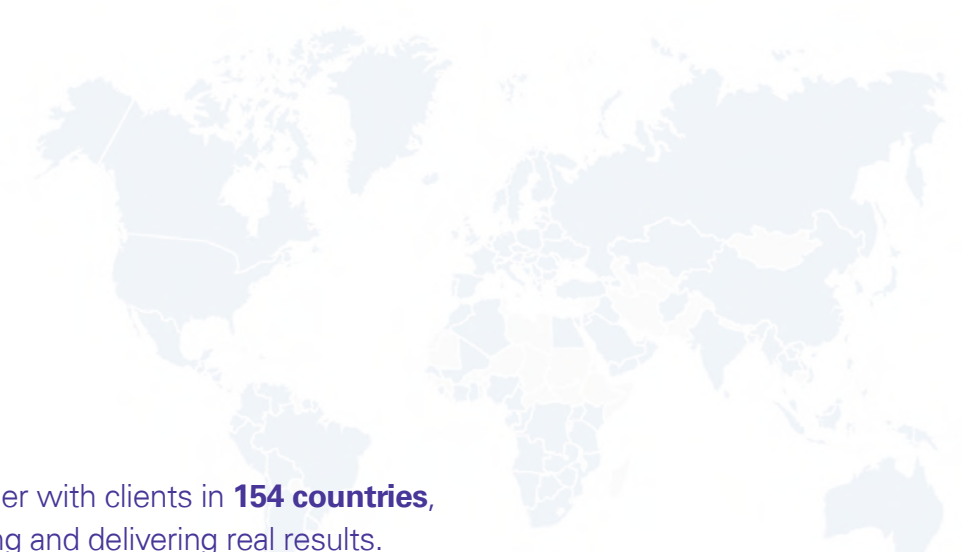 er with clients in 154 countries,
ng and delivering real results.